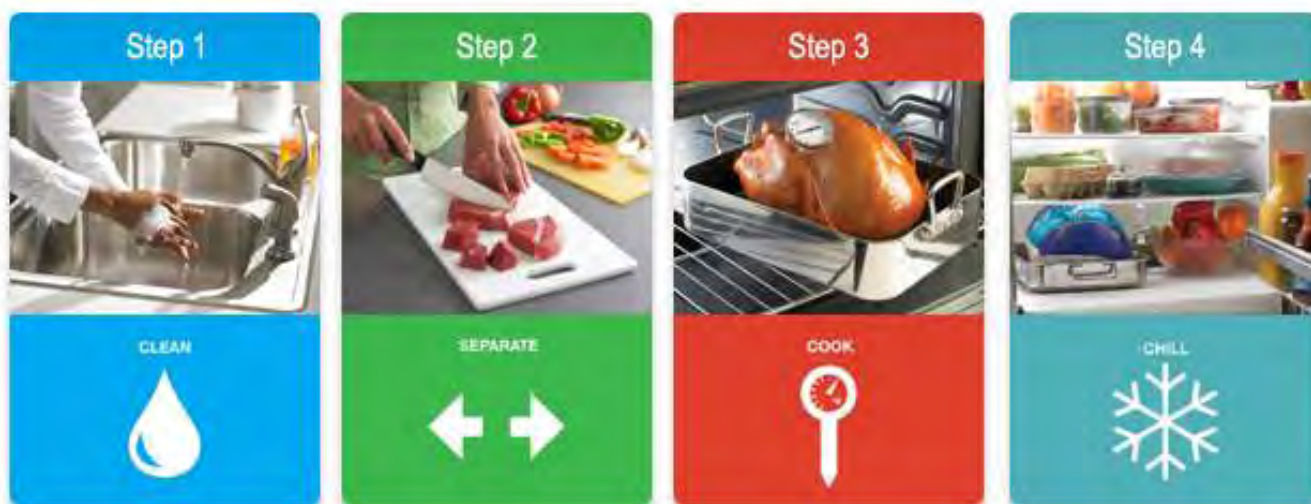 Step 1
Step 2
Step 3
Step 4
CLEAN
SEPARATE
COOK
CHILL